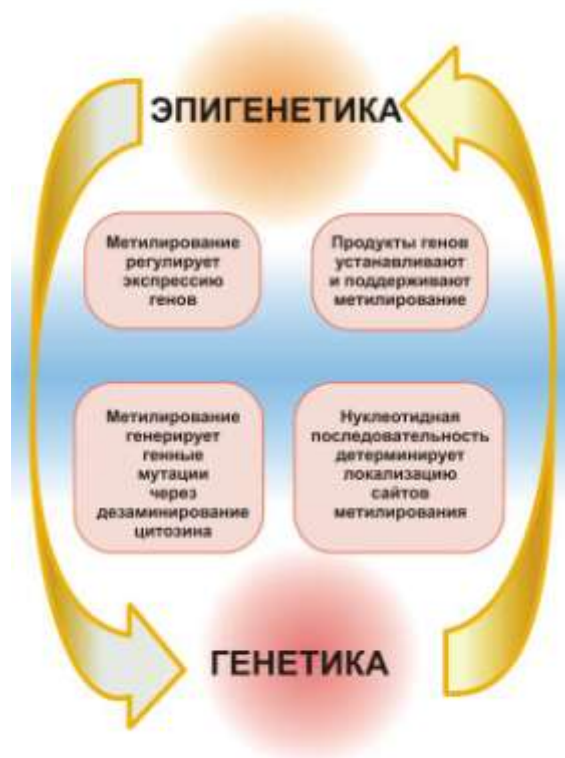 ЭПИГЕНЕТИКА
Метилирование
регулирует
экспрессию
генов
Продукты генов
устанавливают
и поддерживают
метилирование
Метилирование
генерирует
генные
мутации
через
дезаминирование
цитозина
Нуклеотидная
последовательность
детерминирует
локализацию
сайтов
метилирования
ГЕНЕТИКА